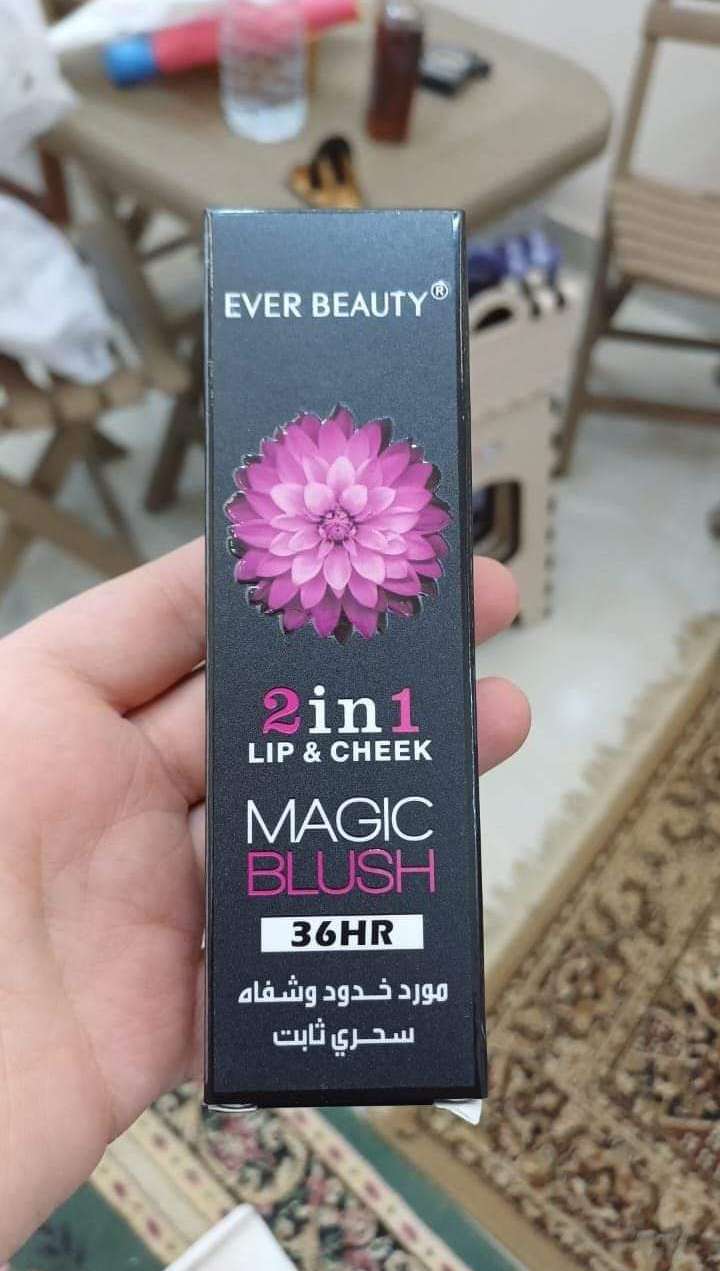 EVER BEAUTY®
2in1
LIP & CHEEK
MAGIC
BLUSH
36HR
مورد خدود وشفاه
سحري ثابت